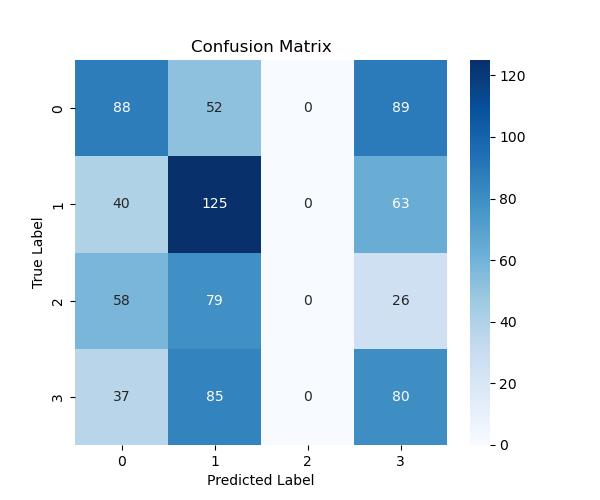 Confusion Matrix
True Label
0 88 52 0 89
1 40 125 0 63
2 58 79 0 26
3 37 85 0 80
0 1 2 3
Predicted Label
120
100
80
60
40
20
0